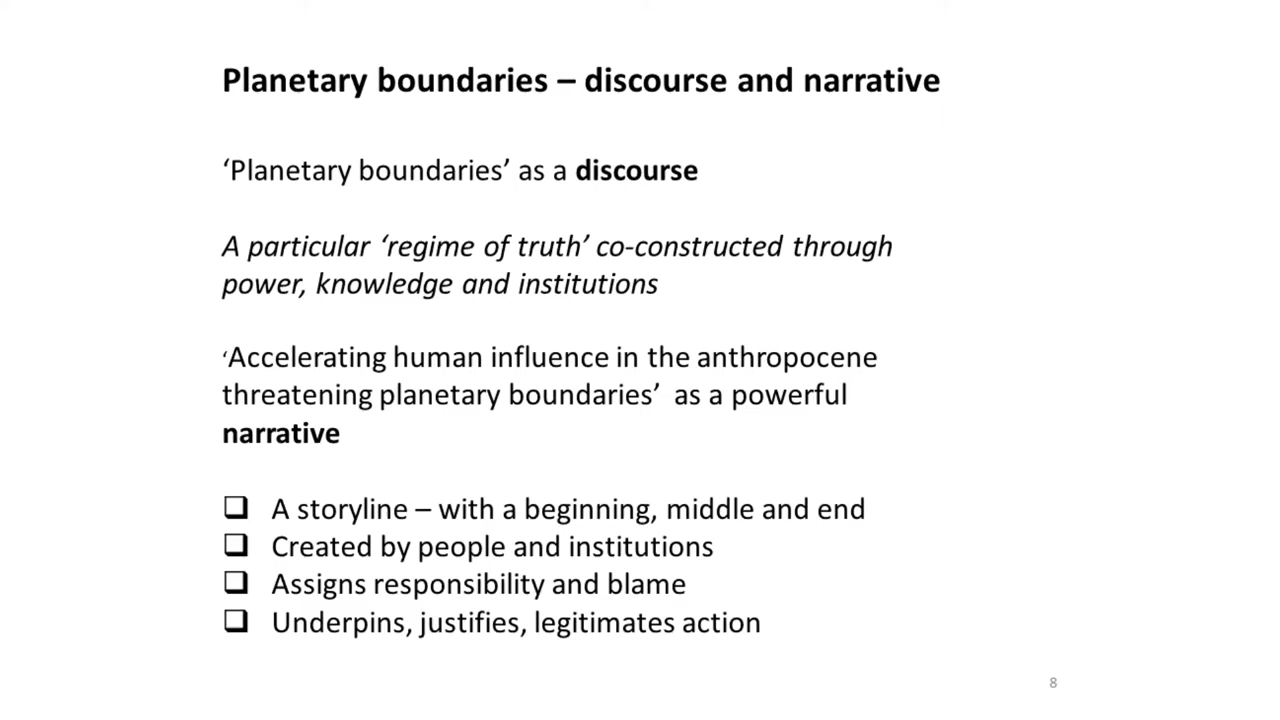 Planetary boundaries – discourse and narrative
‘Planetary boundaries’ as a discourse
A particular ‘regime of truth’ co-constructed through
power, knowledge and institutions
‘Accelerating human influence in the anthropocene
threatening planetary boundaries’ as a powerful
narrative
❑ A storyline – with a beginning, middle and end
❑ Created by people and institutions
❑ Assigns responsibility and blame
❑ Underpins, justifies, legitimates action
8